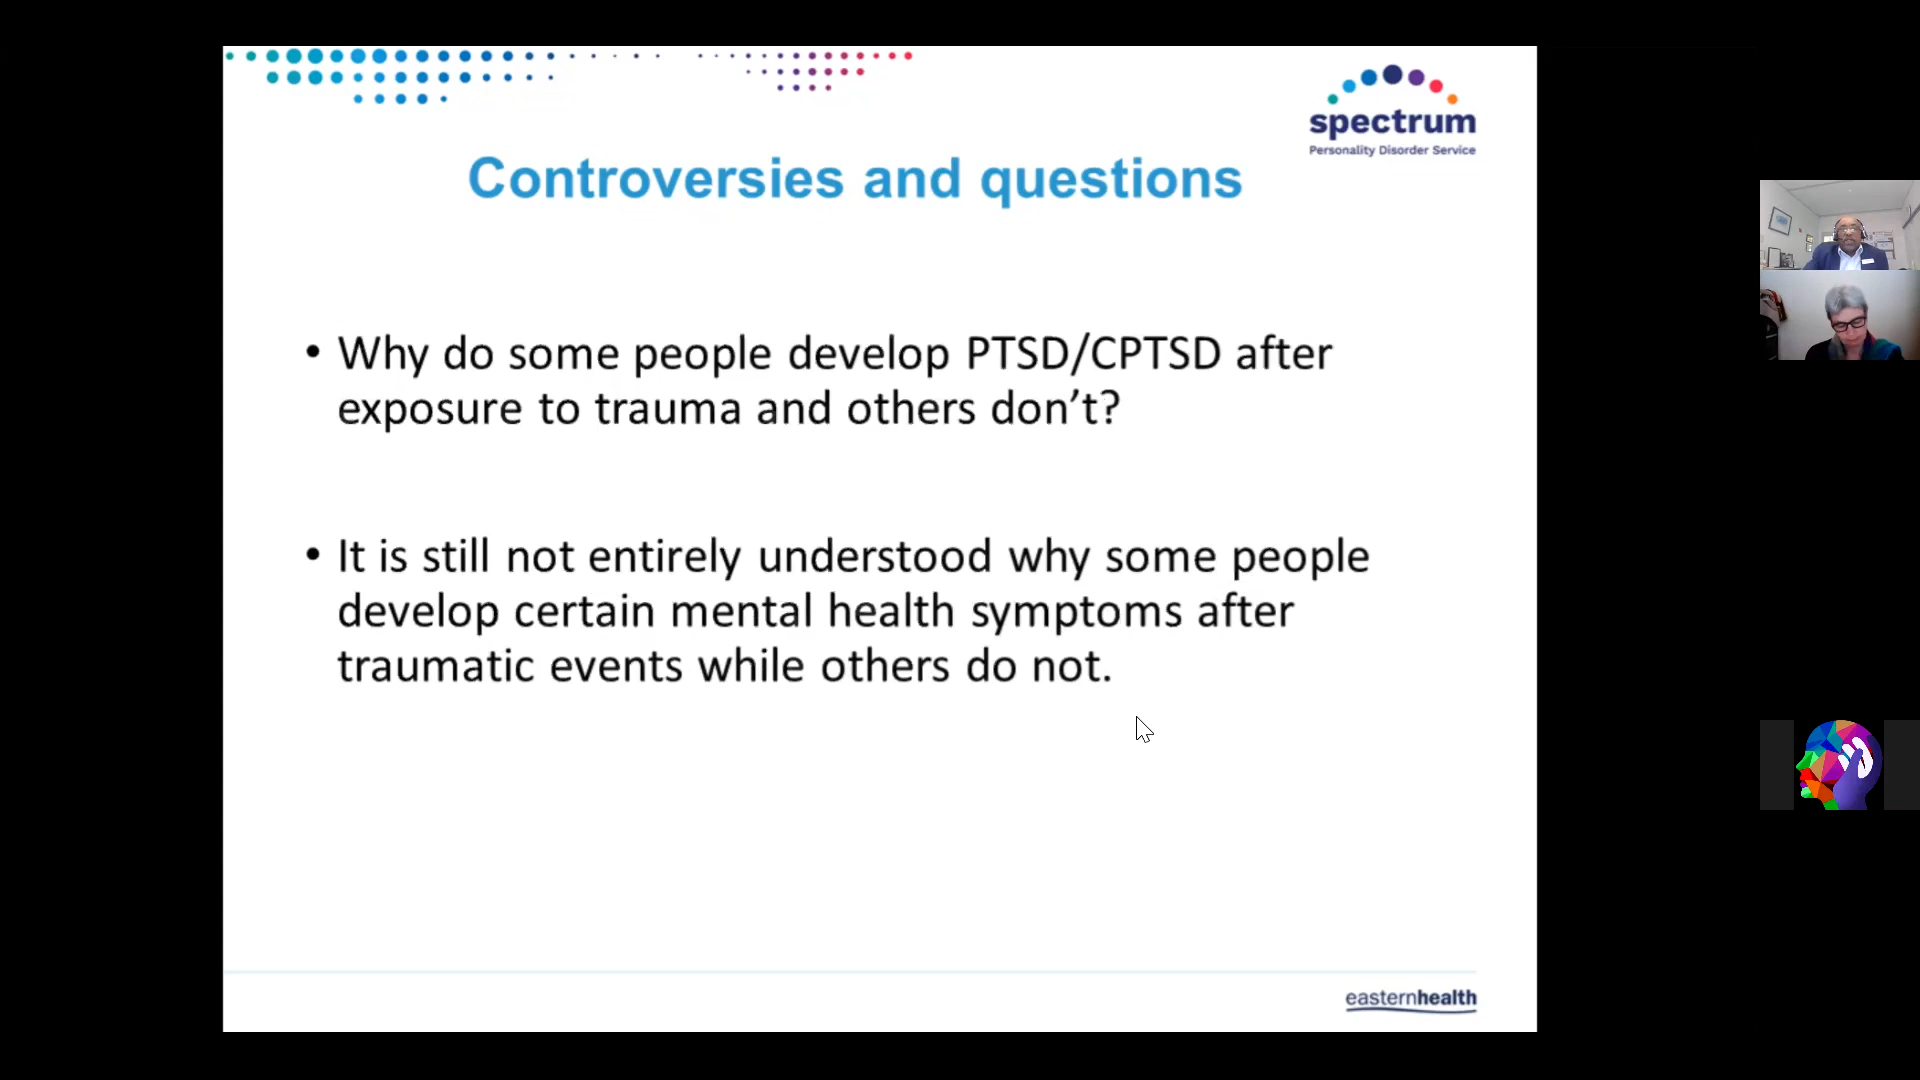 spectrum
Personality Disorder Service
Controversies and questions
• Why do some people develop PTSD/CPTSD after
exposure to trauma and others don’t?
• It is still not entirely understood why some people
develop certain mental health symptoms after
traumatic events while others do not.
easternhealth